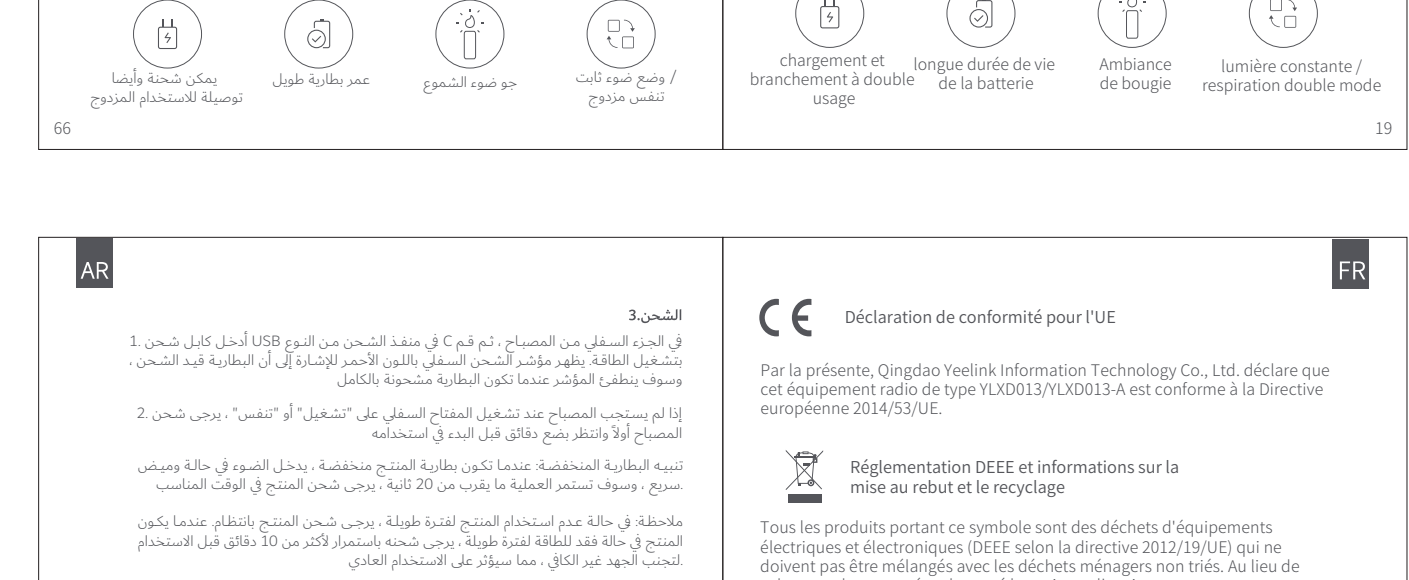 يمكن شحنة وأيضا
توصيلة للاستخدام المزدوج
عمر بطارية طويل
جو ضوء الشموع
/ وضع ضوء ثابت
تنفس مزدوج
66
chargement et
branchement à double
usage
longue durée de vie
de la batterie
Ambiance
de bougie
lumière constante /
respiration double mode
19
AR
الشحن.3
في الجزء السفلي من المصباح ، ثم قم C في منفذ الشحن من النوع USB أدخل كابل شحن .1
بتشغيل الطاقة. يظهر مؤشر الشحن السفلي باللون الأحمر للإشارة إلى أن البطارية قيد الشحن ،
وسوف ينطفئ المؤشر عندما تكون البطارية مشحونة بالكامل
إذا لم يستجب المصباح عند تشغيل المفتاح السفلي على "تشغيل" أو "تنفس" ، يرجى شحن .2
المصباح أولاً وانتظر بضع دقائق قبل البدء في استخدامه
تنبيه البطارية المنخفضة: عندما تكون بطارية المنتج منخفضة ، يدخل الضوء في حالة وميض
.سريع ، وسوف تستمر العملية ما يقرب من 20 ثانية ، يرجى شحن المنتج في الوقت المناسب
ملاحظة: في حالة عدم استخدام المنتج لفترة طويلة ، يرجى شحن المنتج بانتظام. عندما يكون
المنتج في حالة فقد للطاقة لفترة طويلة ، يرجى شحنه باستمرار لأكثر من 10 دقائق قبل الاستخدام
.لتجنب الجهد غير الكافي ، مما سيؤثر على الاستخدام العادي
FR
CE
Déclaration de conformité pour l'UE
Par la présente, Qingdao Yeelink Information Technology Co., Ltd. déclare que
cet équipement radio de type YLXD013/YLXD013-A est conforme à la Directive
européenne 2014/53/UE.
Réglementation DEEE et informations sur la
mise au rebut et le recyclage
Tous les produits portant ce symbole sont des déchets d'équipements
électriques et électroniques (DEEE selon la directive 2012/19/UE) qui ne
doivent pas être mélangés avec les déchets ménagers non triés. Au lieu de